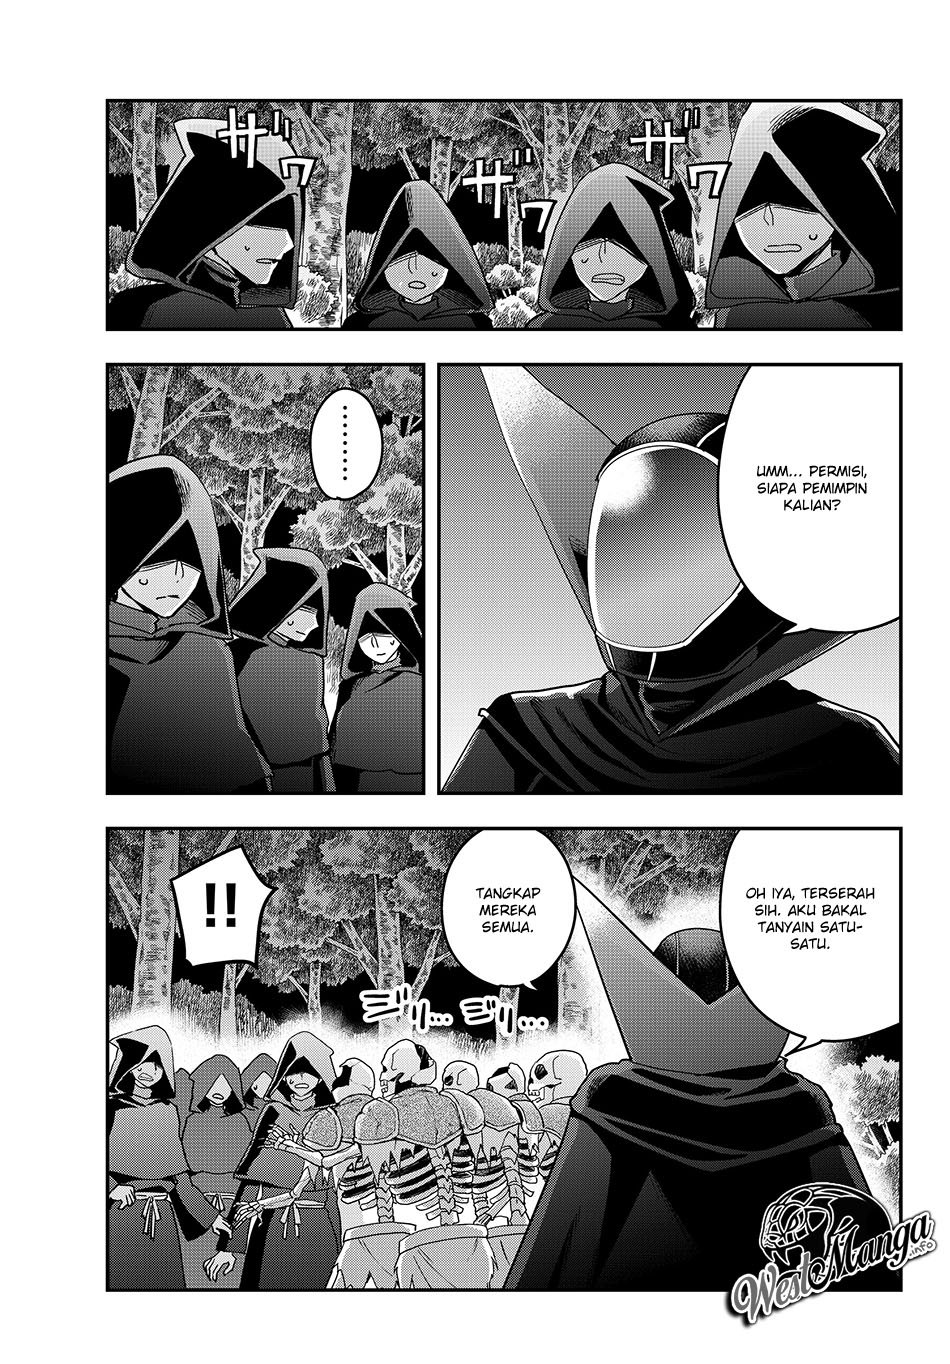 ザワ
ザワ
ザワ
UMM... PERMISI,
SIAPA PEMIMPIN
KALIAN?
.........
OH IYA, TERSERAH
SIH. AKU BAKAL
TANYAIN SATU-
SATU.
TANGKAP
MEREKA
SEMUA.
ジリ...
ジリ...
!!
WestManga
.info